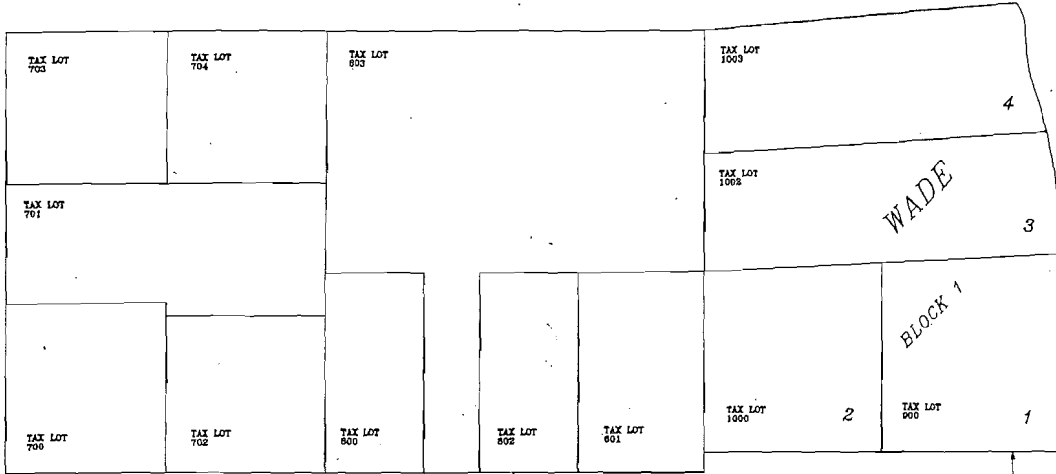 TAX LOT
703
TAX LOT
704
TAX LOT
803
TAX LOT
1003
4
TAX LOT
701
TAX LOT
1002
WADE
3
BLOCK 1
TAX LOT
700
TAX LOT
702
TAX LOT
800
TAX LOT
802
TAX LOT
801
TAX LOT
1000
2
TAX LOT
900
1